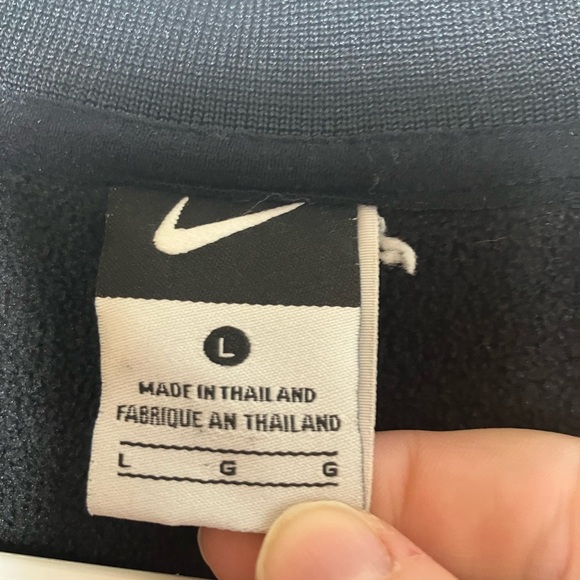 L
MADE IN THAILAND
FABRIQUE AN THAILAND
L G G